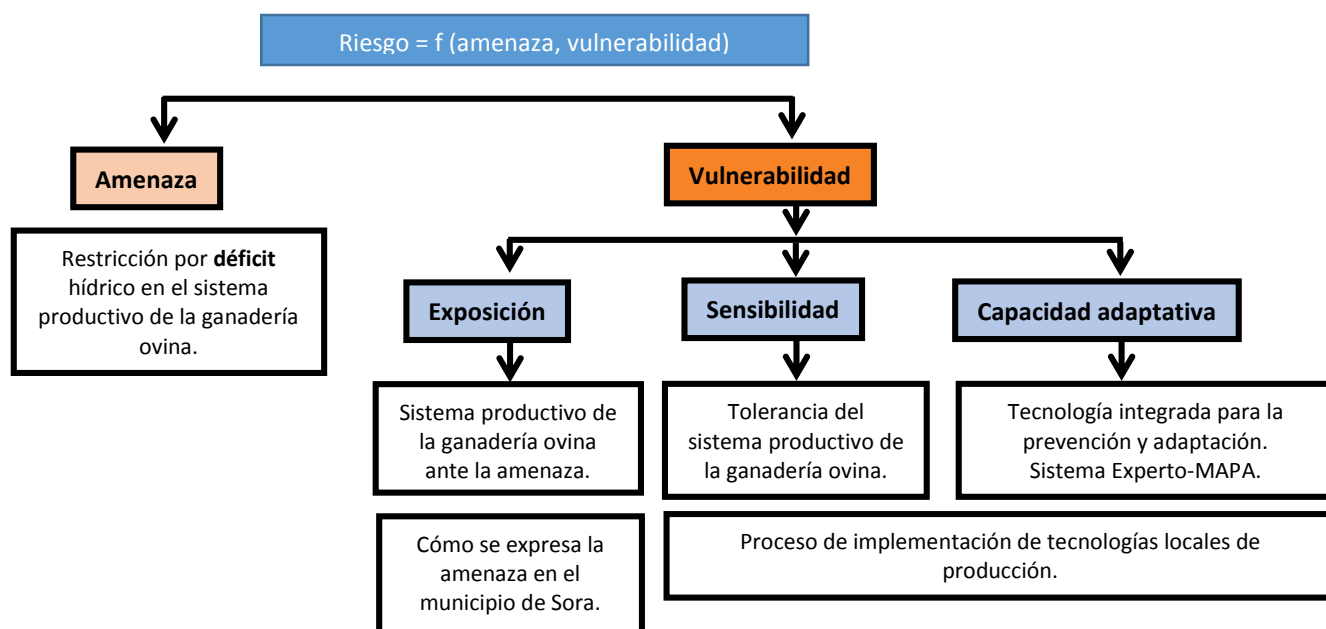 Riesgo = f (amenaza, vulnerabilidad)
Amenaza
Vulnerabilidad
Restricción por déficit
hídrico en el sistema
productivo de la ganadería
ovina.
Exposición
Sensibilidad
Capacidad adaptativa
Sistema productivo de
la ganadería ovina
ante la amenaza.
Tolerancia del
sistema productivo de
la ganadería ovina.
Tecnología integrada para la
prevención y adaptación.
Sistema Experto-MAPA.
Cómo se expresa la
amenaza en el
municipio de Sora.
Proceso de implementación de tecnologías locales de
producción.